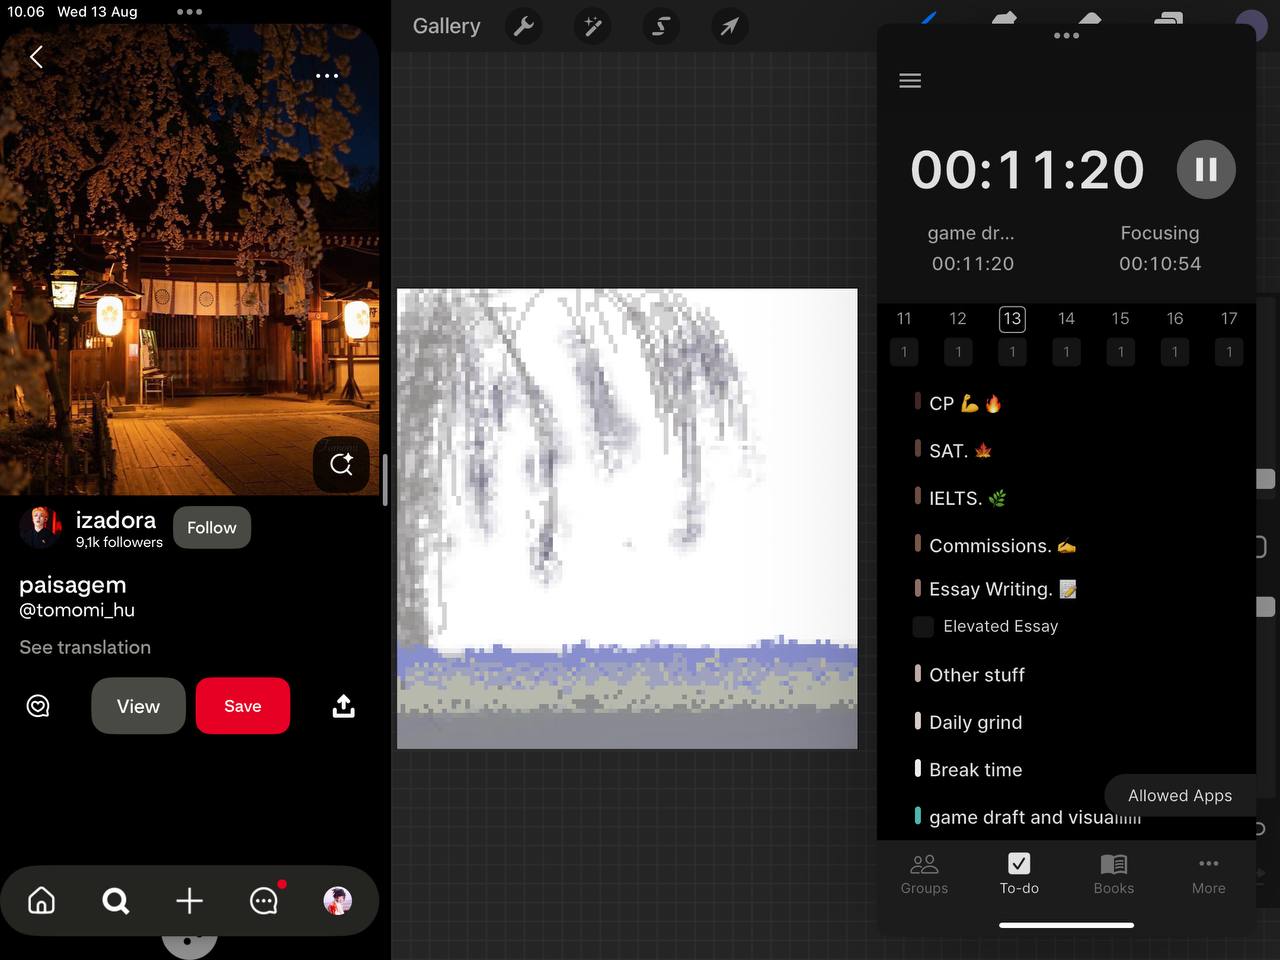 10.06 Wed 13 Aug
izadora
9,1k followers
Follow
paisagem
@tomomi_hu
See translation
View
Save
Gallery
00:11:20
game dr...
Focusing
00:11:20
00:10:54
11 12 13 14 15 16 17
1 1 1 1 1 1 1
CP 💪🔥
SAT. 🍁
IELTS. 🌿
Commissions. ✍️
Essay Writing. 📝
Elevated Essay
Other stuff
Daily grind
Break time
Allowed Apps
game draft and
Groups
To-do
Books
More